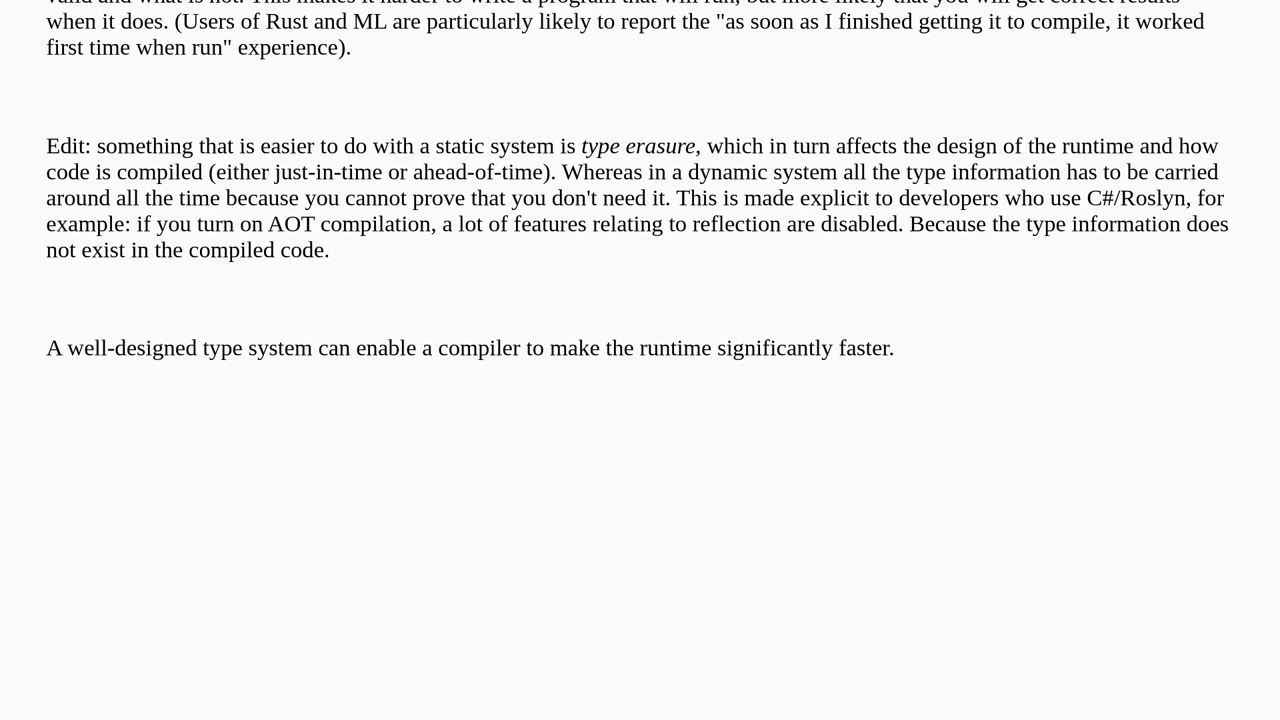 when it does. (Users of Rust and ML are particularly likely to report the "as soon as I finished getting it to compile, it worked
first time when run" experience).
Edit: something that is easier to do with a static system is type erasure, which in turn affects the design of the runtime and how
code is compiled (either just-in-time or ahead-of-time). Whereas in a dynamic system all the type information has to be carried
around all the time because you cannot prove that you don't need it. This is made explicit to developers who use C#/Roslyn, for
example: if you turn on AOT compilation, a lot of features relating to reflection are disabled. Because the type information does
not exist in the compiled code.
A well-designed type system can enable a compiler to make the runtime significantly faster.